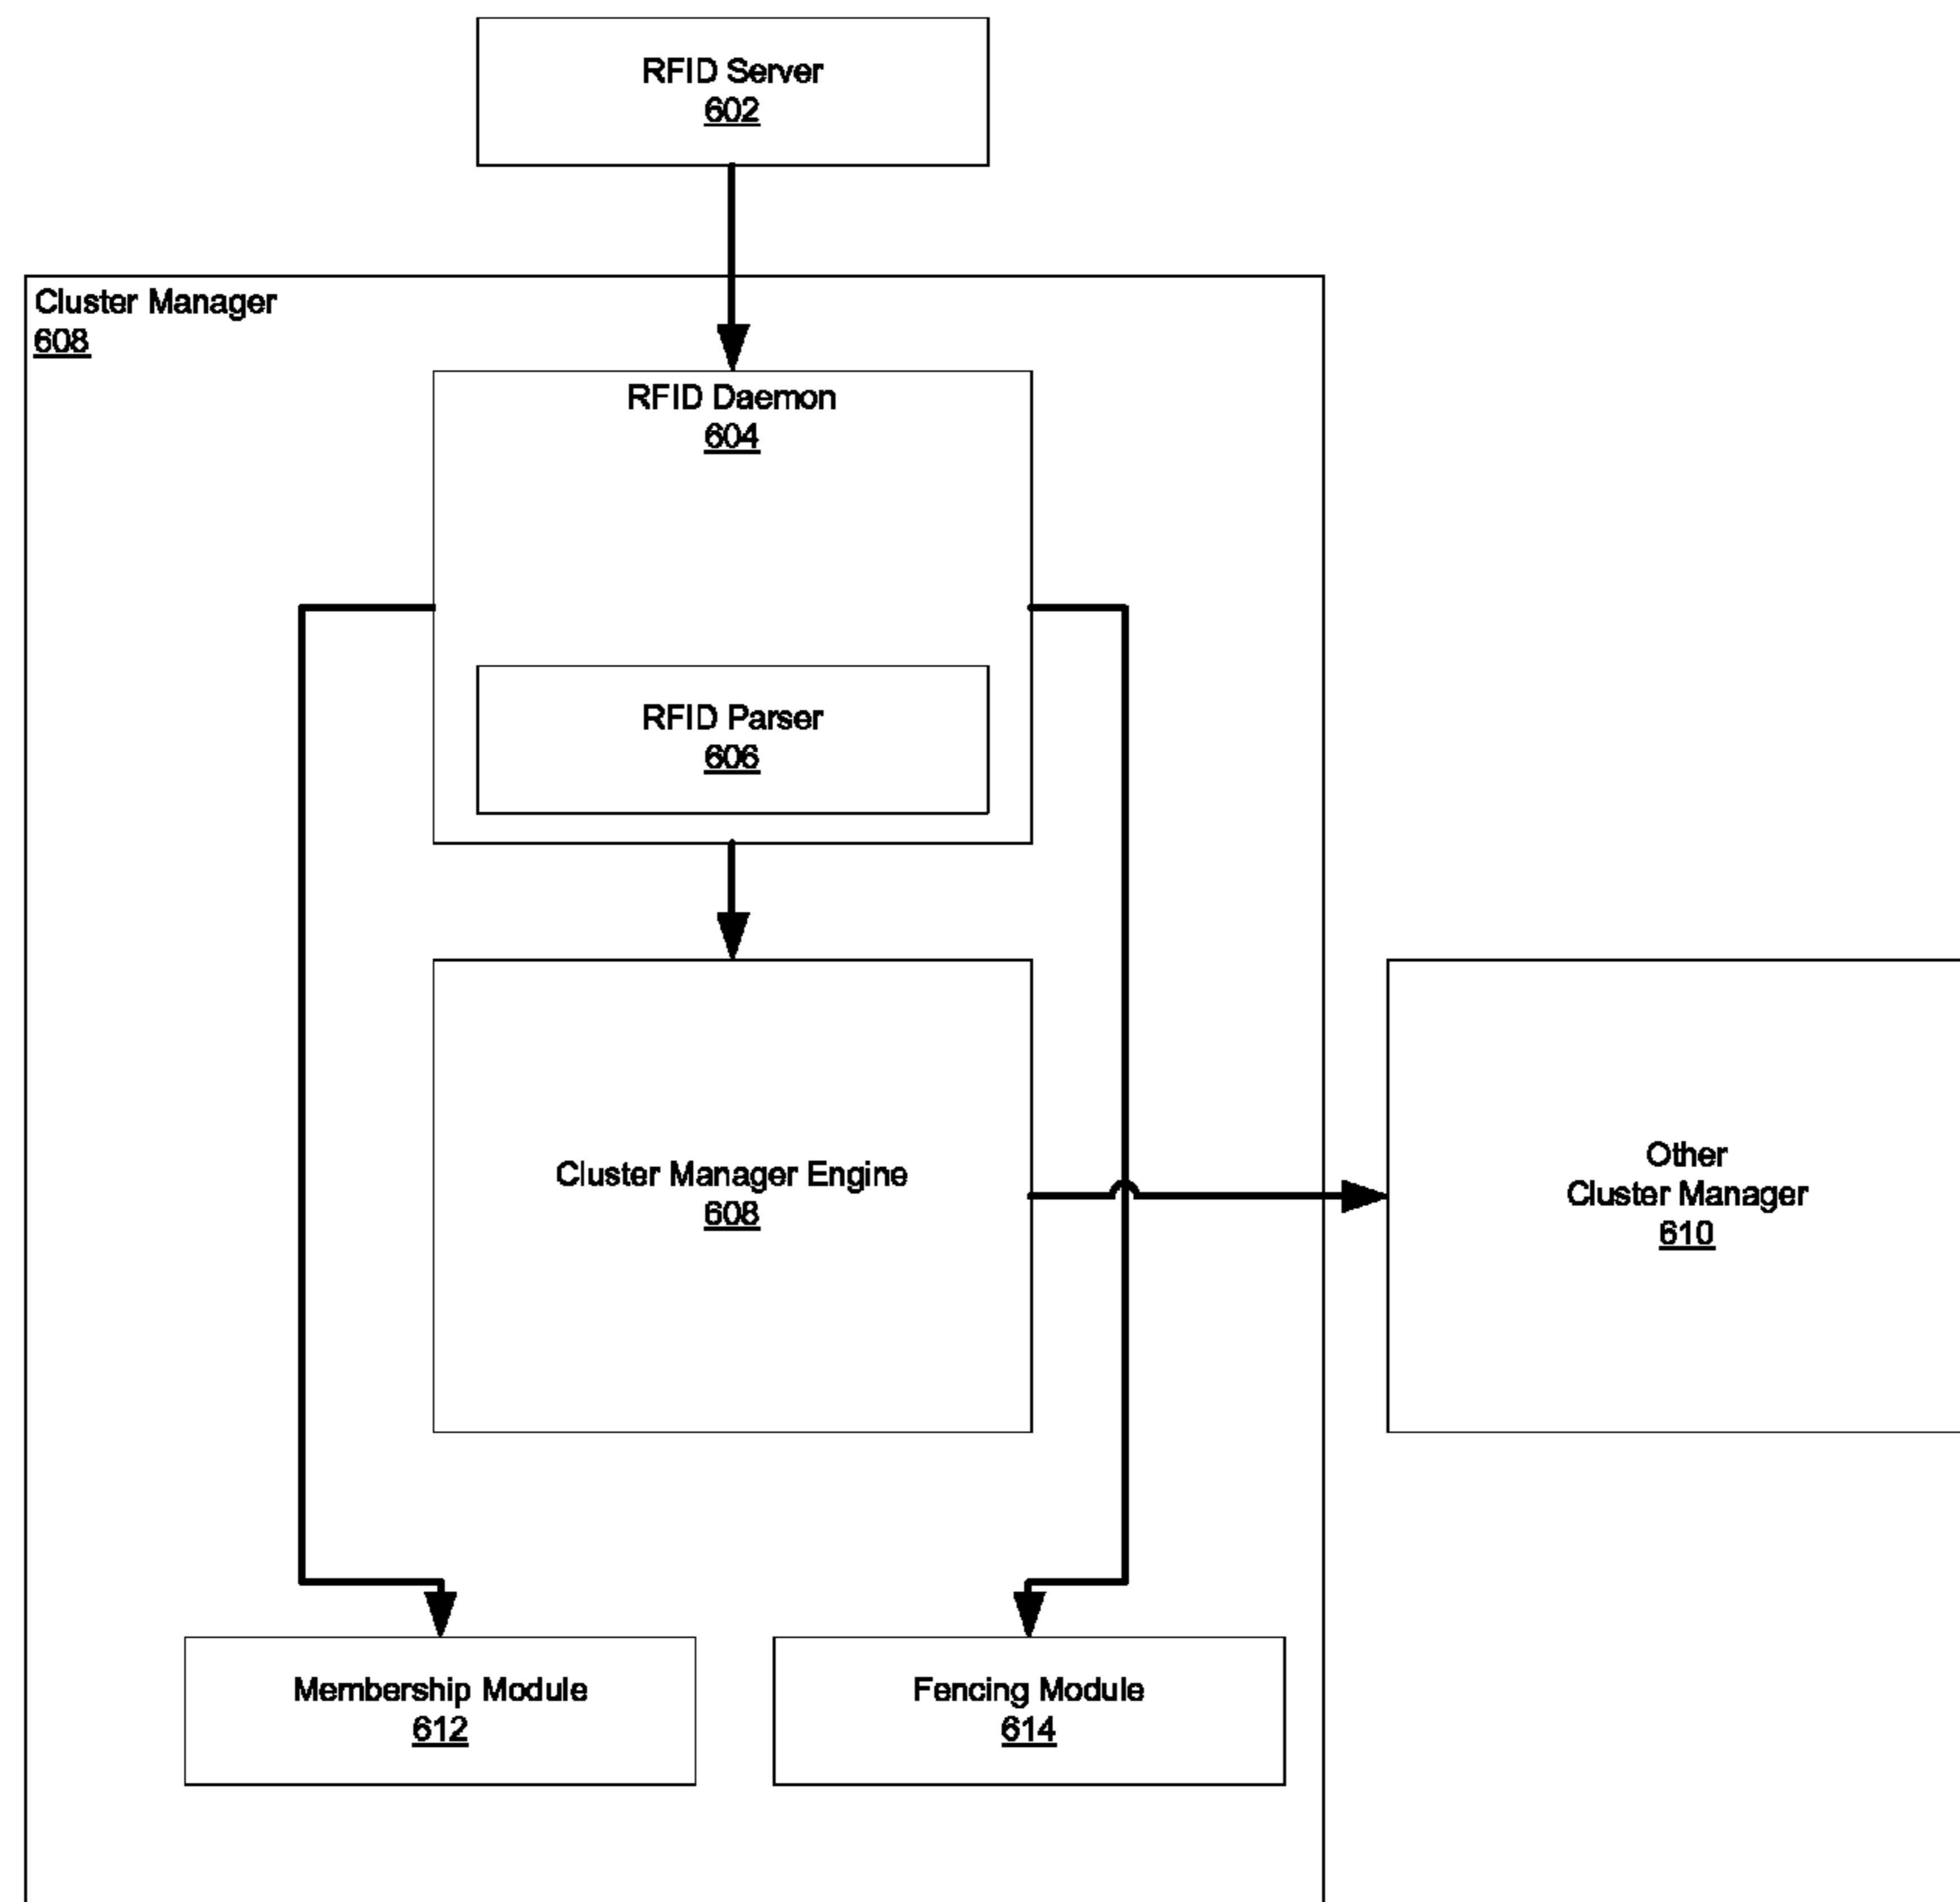 RFID Server
602
Cluster Manager
608
RFID Daemon
604
RFID Parser
606
Cluster Manager Engine
608
Other
Cluster Manager
610
Membership Module
612
Fencing Module
614